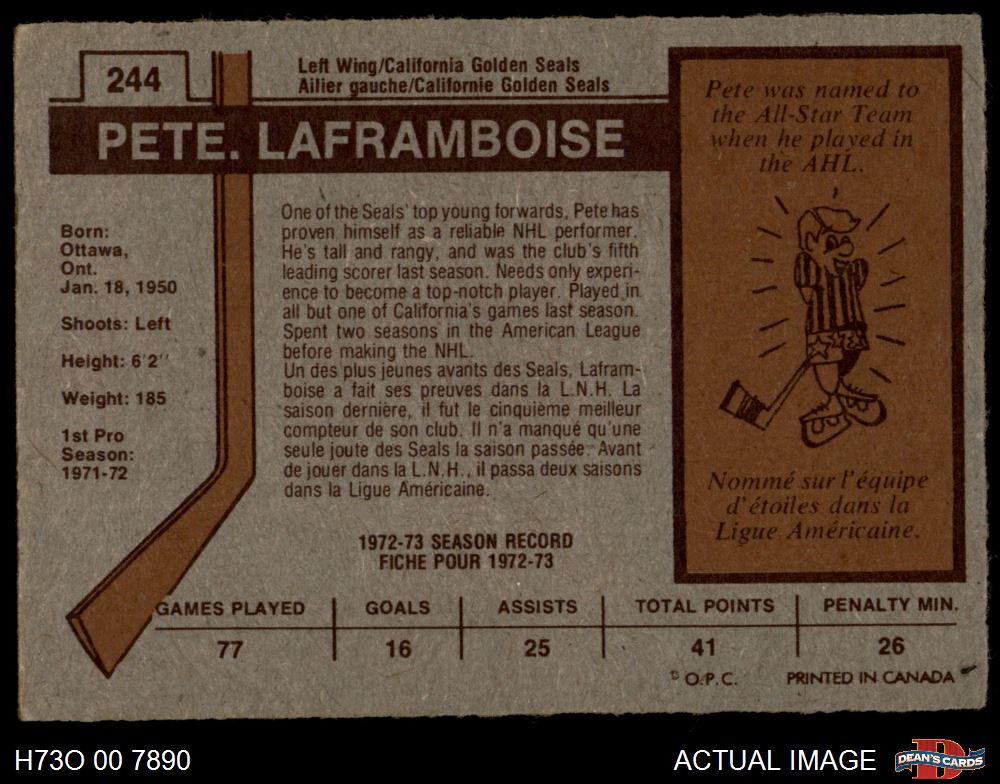 244
Left Wing/California Golden Seals
Ailier gauche/Californie Golden Seals
PETE. LAFRAMBOISE
Born:
Ottawa,
Ont.
Jan. 18, 1950
Shoots: Left
Height: 6'2''
Weight: 185
1st Pro
Season:
1971-72
One of the Seals' top young forwards, Pete has
proven himself as a reliable NHL performer.
He's tall and rangy, and was the club's fifth
leading scorer last season. Needs only experi-
ence to become a top-notch player. Played in
all but one of California's games last season.
Spent two seasons in the American League
before making the NHL.
Un des plus jeunes avants des Seals, Lafram-
boise a fait ses preuves dans la L.N.H. La
saison dernière, il fut le cinquième meilleur
compteur de son club. Il n'a manqué qu'une
seule joute des Seals la saison passée. Avant
de jouer dans la L.N.H., il passa deux saisons
dans la Ligue Américaine.
Pete was named to
the All-Star Team
when he played in
the AHL.
Nommé sur l'équipe
d'étoiles dans la
Ligue Américaine.
1972-73 SEASON RECORD
FICHE POUR 1972-73
GAMES PLAYED GOALS ASSISTS TOTAL POINTS PENALTY MIN.
77 16 25 41 26
© O.P.C. PRINTED IN CANADA
H73O 00 7890 ACTUAL IMAGE D DEAN'S CARDS